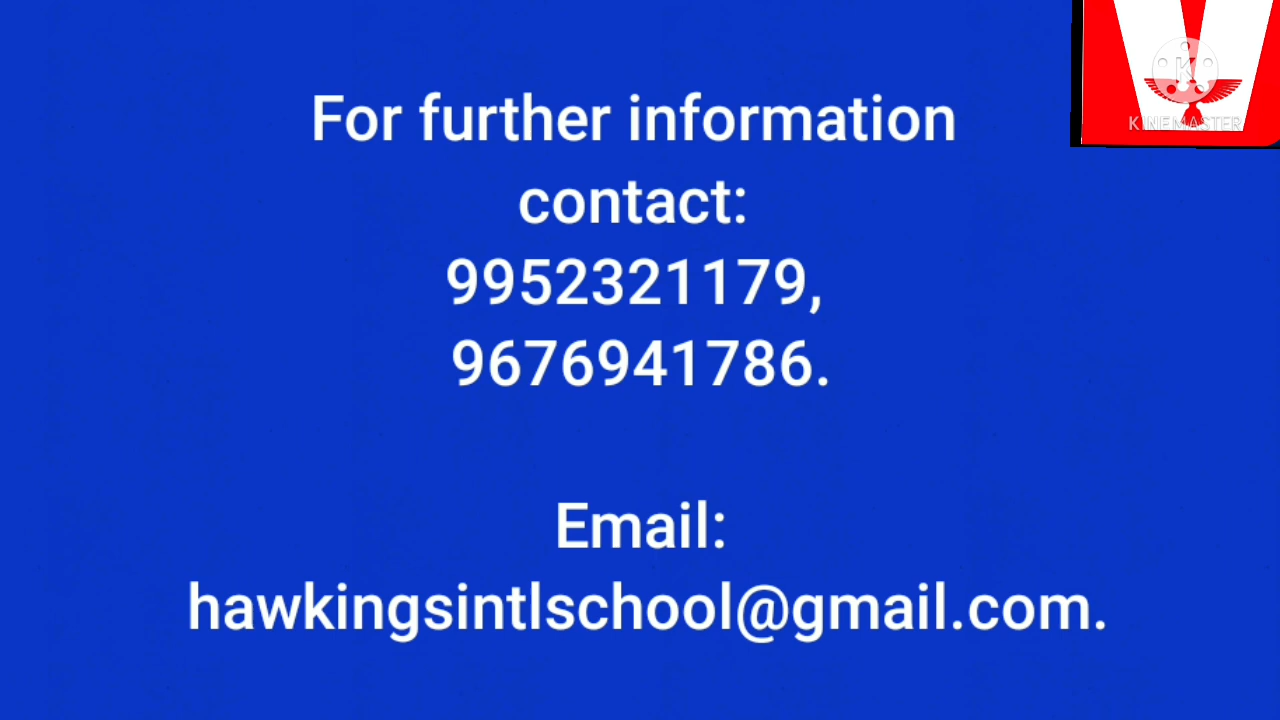 KINEMASTER
For further information
contact:
9952321179,
9676941786.
Email:
hawkingsintlschool@gmail.com.